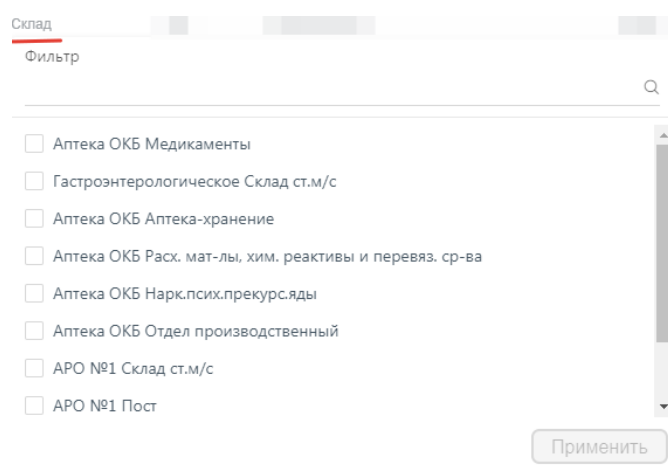 Склад
Фильтр
Аптека ОКБ Медикаменты
Гастроэнтерологическое Склад ст.м/с
Аптека ОКБ Аптека-хранение
Аптека ОКБ Расх. мат-лы, хим. реактивы и перевяз. ср-ва
Аптека ОКБ Нарк.псих.прекурс.яды
Аптека ОКБ Отдел производственный
АРО №1 Склад ст.м/с
АРО №1 Пост
Применить